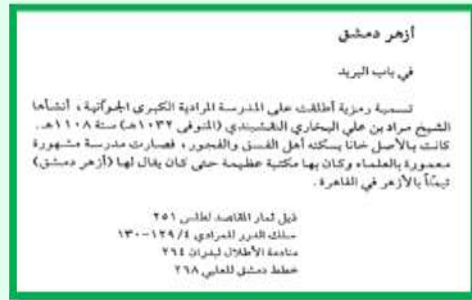 أزهر دمشق
في باب البريد
تسمية رمزية أطلقت على المدرسة المرادية الكبرى الجوانية ، أنشأها
الشيخ مراد بن علي البخاري النقشبندي (المتوفى ١٠٣٢هـ) سنة ١١٠٨هـ.
كانت بالأصل خانا يسكنه أهل الفسق والفجور ، فصارت مدرسة مشهورة
معمورة بالعلماء وكان بها مكتبة عظيمة حتى كان يقال لها (أزهر دمشق)
تيمناً بالأزهر في القاهرة .
ذيل ثمار المقاصد لطلس ٢٥١
سلك الدرر للمرادي ١٢٩/٤-١٣٠
منادمة الأطلال لبدران ٢٦٤
خطط دمشق للعلبي ٢٦٨